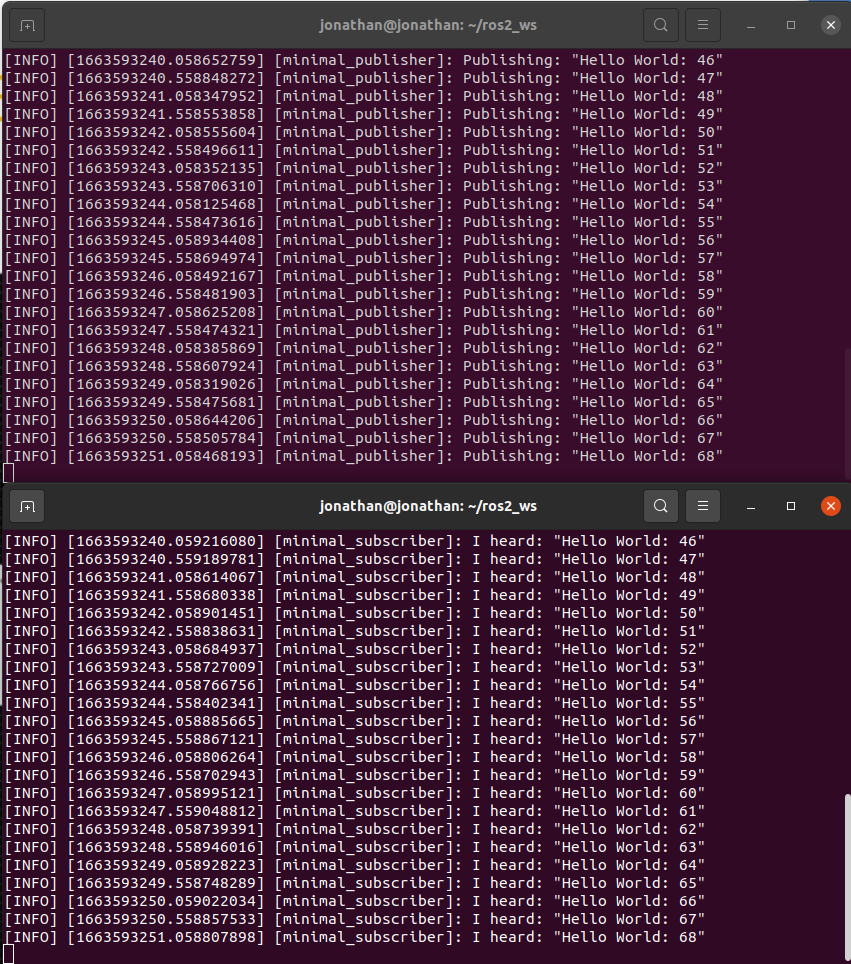 jonathan@jonathan: ~/ros2_ws
[INFO] [1663593240.058652759] [minimal_publisher]: Publishing: "Hello World: 46"
[INFO] [1663593240.558848272] [minimal_publisher]: Publishing: "Hello World: 47"
[INFO] [1663593241.058347952] [minimal_publisher]: Publishing: "Hello World: 48"
[INFO] [1663593241.558553858] [minimal_publisher]: Publishing: "Hello World: 49"
[INFO] [1663593242.058555604] [minimal_publisher]: Publishing: "Hello World: 50"
[INFO] [1663593242.558496611] [minimal_publisher]: Publishing: "Hello World: 51"
[INFO] [1663593243.058352135] [minimal_publisher]: Publishing: "Hello World: 52"
[INFO] [1663593243.558706310] [minimal_publisher]: Publishing: "Hello World: 53"
[INFO] [1663593244.058125468] [minimal_publisher]: Publishing: "Hello World: 54"
[INFO] [1663593244.558473616] [minimal_publisher]: Publishing: "Hello World: 55"
[INFO] [1663593245.058934408] [minimal_publisher]: Publishing: "Hello World: 56"
[INFO] [1663593245.558694974] [minimal_publisher]: Publishing: "Hello World: 57"
[INFO] [1663593246.058492167] [minimal_publisher]: Publishing: "Hello World: 58"
[INFO] [1663593246.558481903] [minimal_publisher]: Publishing: "Hello World: 59"
[INFO] [1663593247.058625208] [minimal_publisher]: Publishing: "Hello World: 60"
[INFO] [1663593247.558474321] [minimal_publisher]: Publishing: "Hello World: 61"
[INFO] [1663593248.058385869] [minimal_publisher]: Publishing: "Hello World: 62"
[INFO] [1663593248.558607924] [minimal_publisher]: Publishing: "Hello World: 63"
[INFO] [1663593249.058319026] [minimal_publisher]: Publishing: "Hello World: 64"
[INFO] [1663593249.558475681] [minimal_publisher]: Publishing: "Hello World: 65"
[INFO] [1663593250.058644206] [minimal_publisher]: Publishing: "Hello World: 66"
[INFO] [1663593250.558505784] [minimal_publisher]: Publishing: "Hello World: 67"
[INFO] [1663593251.058468193] [minimal_publisher]: Publishing: "Hello World: 68"
jonathan@jonathan: ~/ros2_ws
[INFO] [1663593240.059216080] [minimal_subscriber]: I heard: "Hello World: 46"
[INFO] [1663593240.559189781] [minimal_subscriber]: I heard: "Hello World: 47"
[INFO] [1663593241.058614067] [minimal_subscriber]: I heard: "Hello World: 48"
[INFO] [1663593241.558680338] [minimal_subscriber]: I heard: "Hello World: 49"
[INFO] [1663593242.058901451] [minimal_subscriber]: I heard: "Hello World: 50"
[INFO] [1663593242.558838631] [minimal_subscriber]: I heard: "Hello World: 51"
[INFO] [1663593243.058684937] [minimal_subscriber]: I heard: "Hello World: 52"
[INFO] [1663593243.558727009] [minimal_subscriber]: I heard: "Hello World: 53"
[INFO] [1663593244.058766756] [minimal_subscriber]: I heard: "Hello World: 54"
[INFO] [1663593244.558402341] [minimal_subscriber]: I heard: "Hello World: 55"
[INFO] [1663593245.058885665] [minimal_subscriber]: I heard: "Hello World: 56"
[INFO] [1663593245.558867121] [minimal_subscriber]: I heard: "Hello World: 57"
[INFO] [1663593246.058806264] [minimal_subscriber]: I heard: "Hello World: 58"
[INFO] [1663593246.558702943] [minimal_subscriber]: I heard: "Hello World: 59"
[INFO] [1663593247.058995121] [minimal_subscriber]: I heard: "Hello World: 60"
[INFO] [1663593247.559048812] [minimal_subscriber]: I heard: "Hello World: 61"
[INFO] [1663593248.058739391] [minimal_subscriber]: I heard: "Hello World: 62"
[INFO] [1663593248.558946016] [minimal_subscriber]: I heard: "Hello World: 63"
[INFO] [1663593249.058928223] [minimal_subscriber]: I heard: "Hello World: 64"
[INFO] [1663593249.558748289] [minimal_subscriber]: I heard: "Hello World: 65"
[INFO] [1663593250.059022034] [minimal_subscriber]: I heard: "Hello World: 66"
[INFO] [1663593250.558857533] [minimal_subscriber]: I heard: "Hello World: 67"
[INFO] [1663593251.058807898] [minimal_subscriber]: I heard: "Hello World: 68"